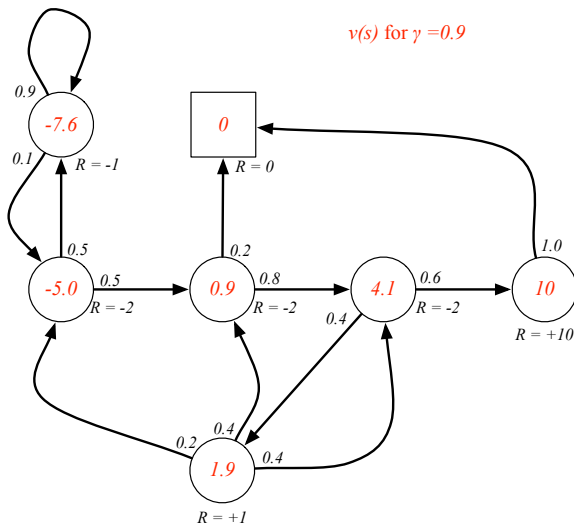 v(s) for γ =0.9
0.9
-7.6
0
0.1
R = -1
R = 0
0.5
0.2
1.0
-5.0
0.5
0.9
0.8
4.1
0.6
10
R = -2
R = -2
R = -2
0.4
R = +10
0.2
0.4
0.4
1.9
R = +1